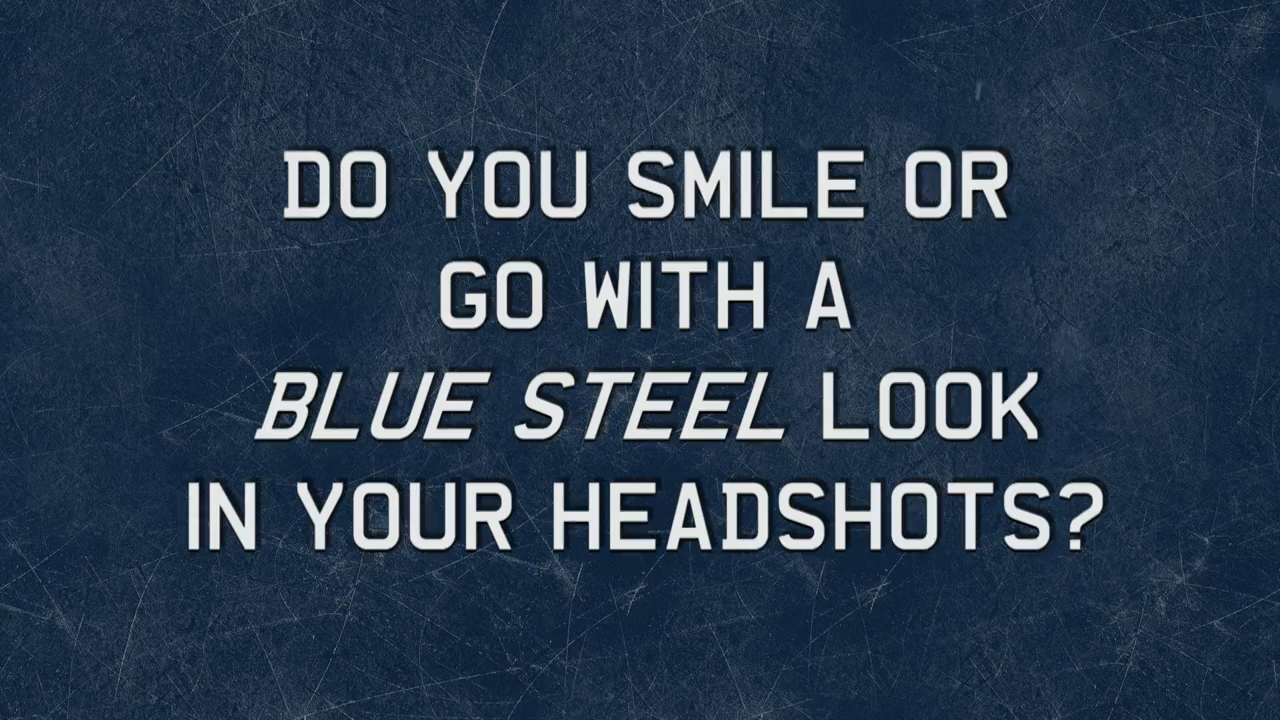 DO YOU SMILE OR
GO WITH A
BLUE STEEL LOOK
IN YOUR HEADSHOTS?